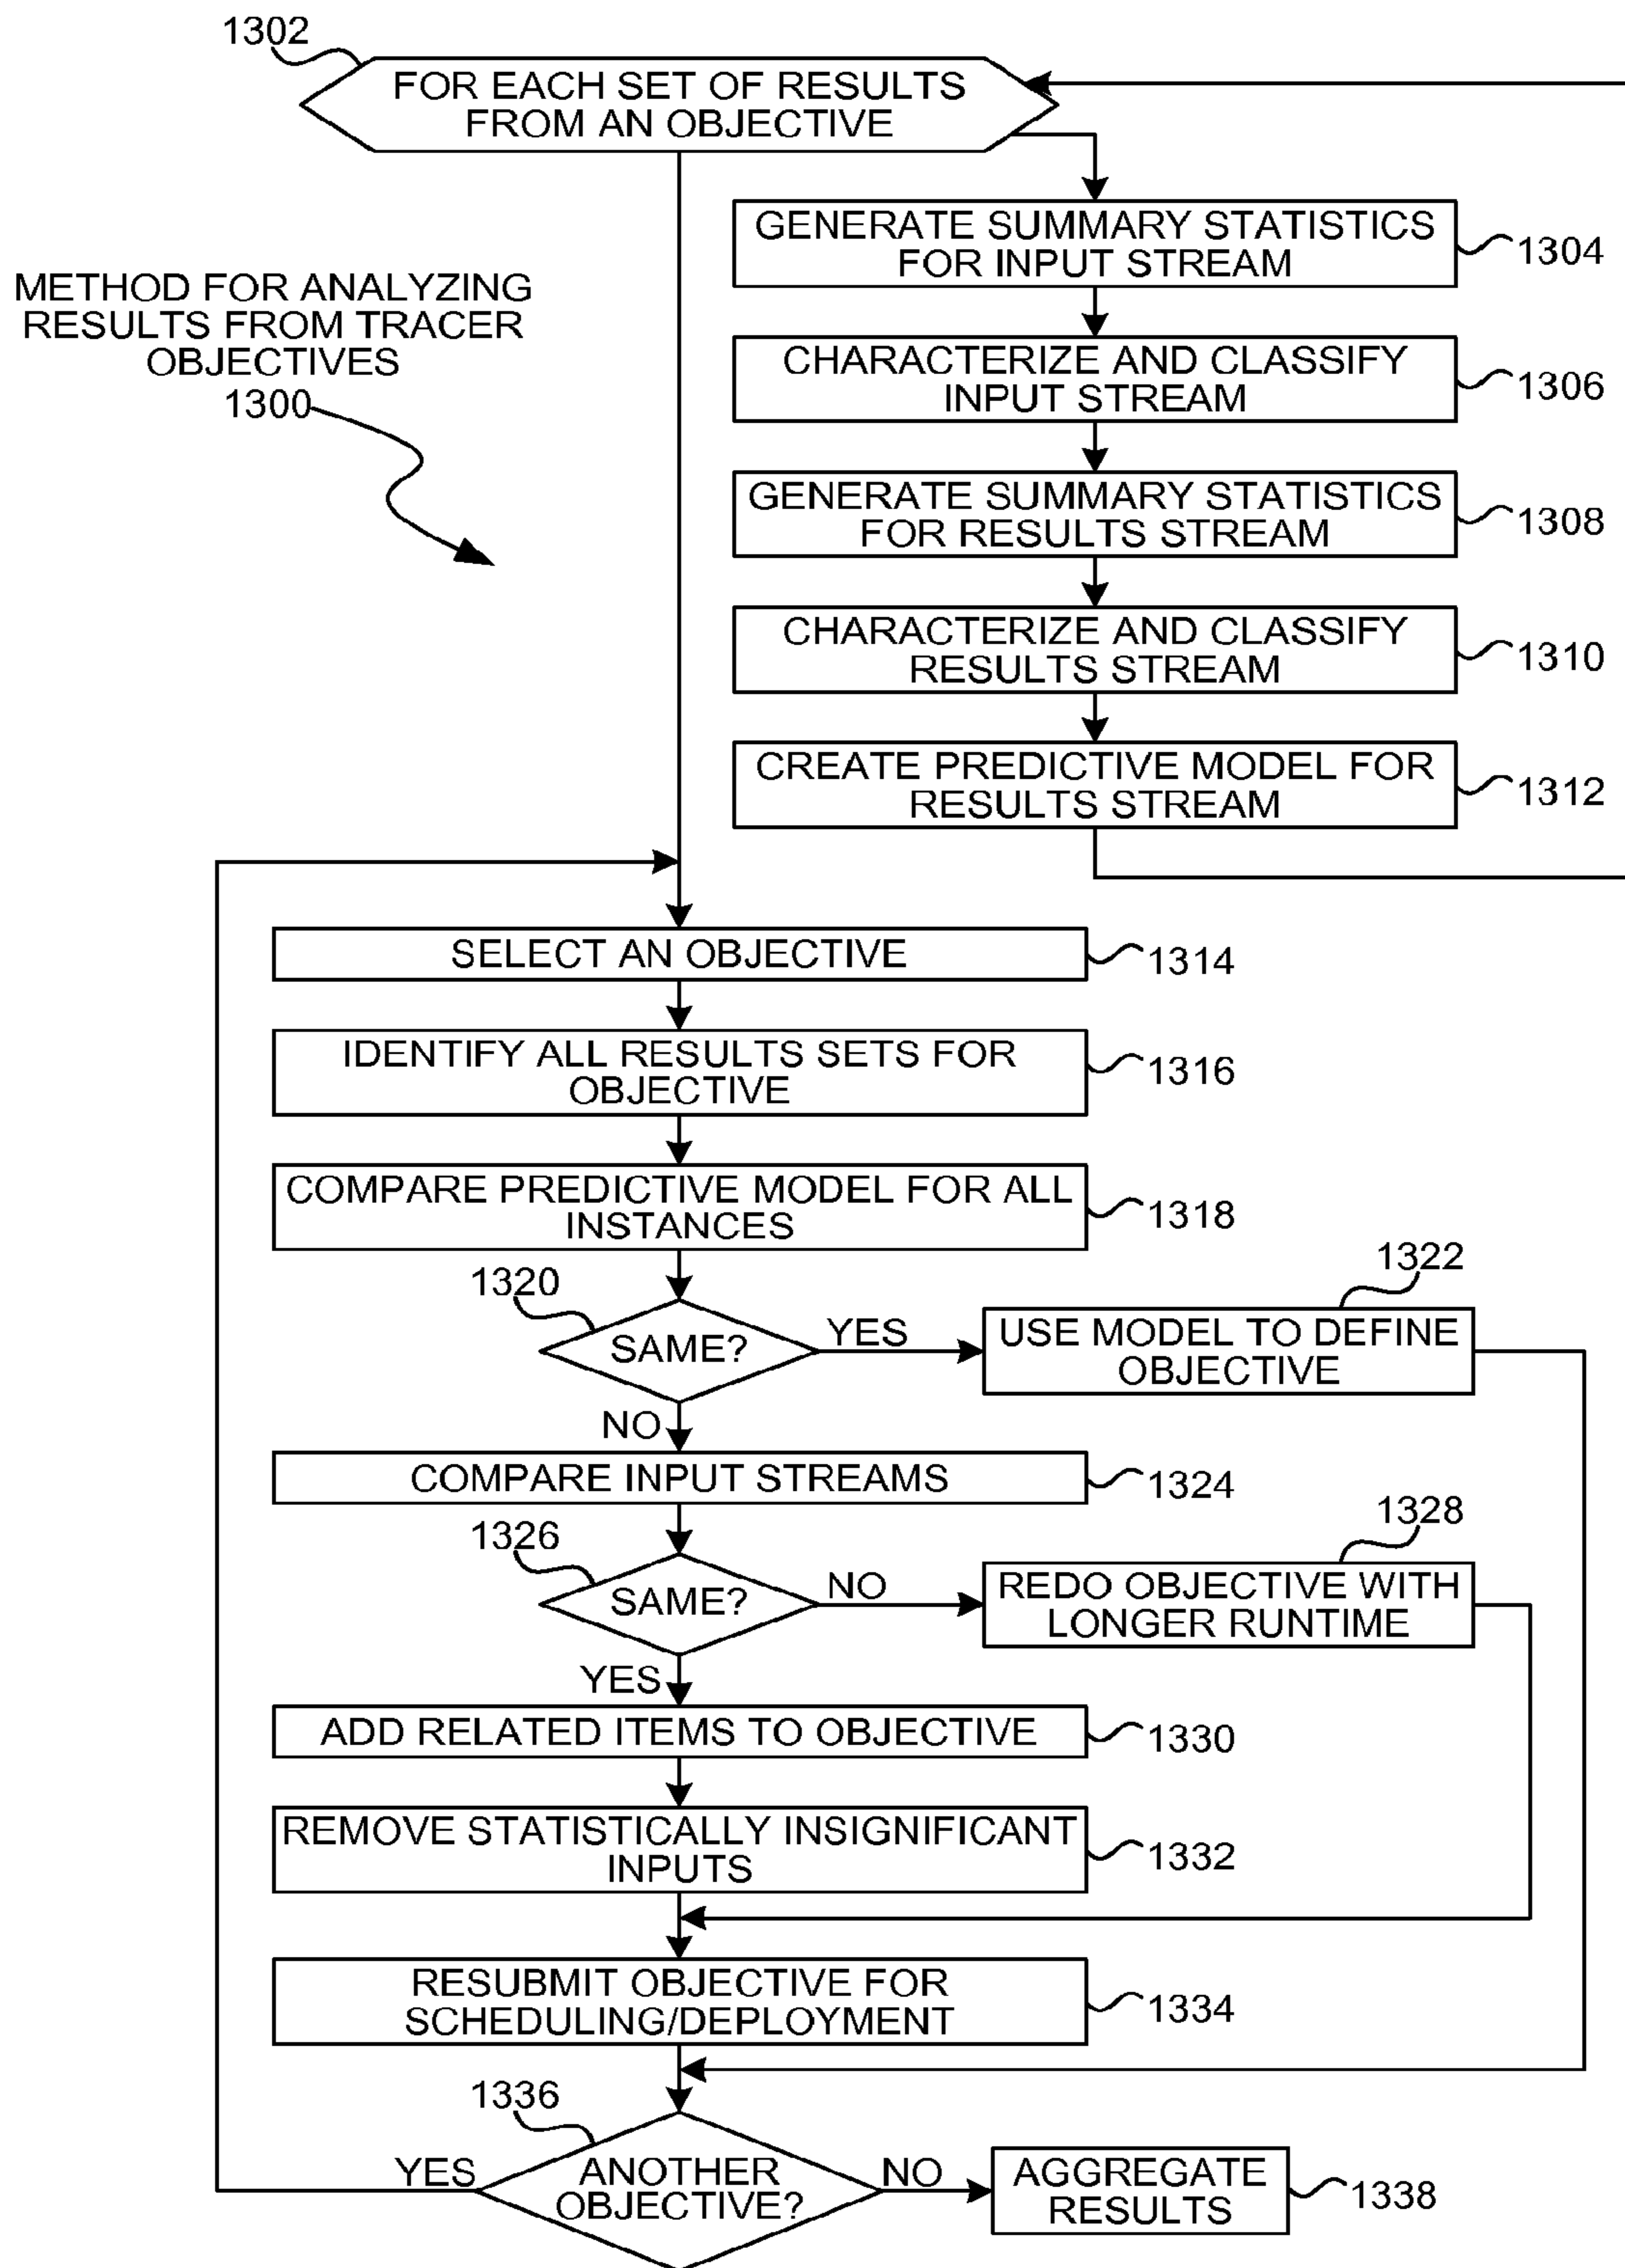 1302
FOR EACH SET OF RESULTS
FROM AN OBJECTIVE
GENERATE SUMMARY STATISTICS
FOR INPUT STREAM
1304
METHOD FOR ANALYZING
RESULTS FROM TRACER
OBJECTIVES
1300
CHARACTERIZE AND CLASSIFY
INPUT STREAM
1306
GENERATE SUMMARY STATISTICS
FOR RESULTS STREAM
1308
CHARACTERIZE AND CLASSIFY
RESULTS STREAM
1310
CREATE PREDICTIVE MODEL FOR
RESULTS STREAM
1312
SELECT AN OBJECTIVE
1314
IDENTIFY ALL RESULTS SETS FOR
OBJECTIVE
1316
COMPARE PREDICTIVE MODEL FOR ALL
INSTANCES
1318
1320
SAME?
YES
1322
USE MODEL TO DEFINE
OBJECTIVE
NO
COMPARE INPUT STREAMS
1324
1326
SAME?
NO
1328
REDO OBJECTIVE WITH
LONGER RUNTIME
YES
ADD RELATED ITEMS TO OBJECTIVE
1330
REMOVE STATISTICALLY INSIGNIFICANT
INPUTS
1332
RESUBMIT OBJECTIVE FOR
SCHEDULING/DEPLOYMENT
1334
1336
YES
ANOTHER
OBJECTIVE?
NO
AGGREGATE
RESULTS
1338